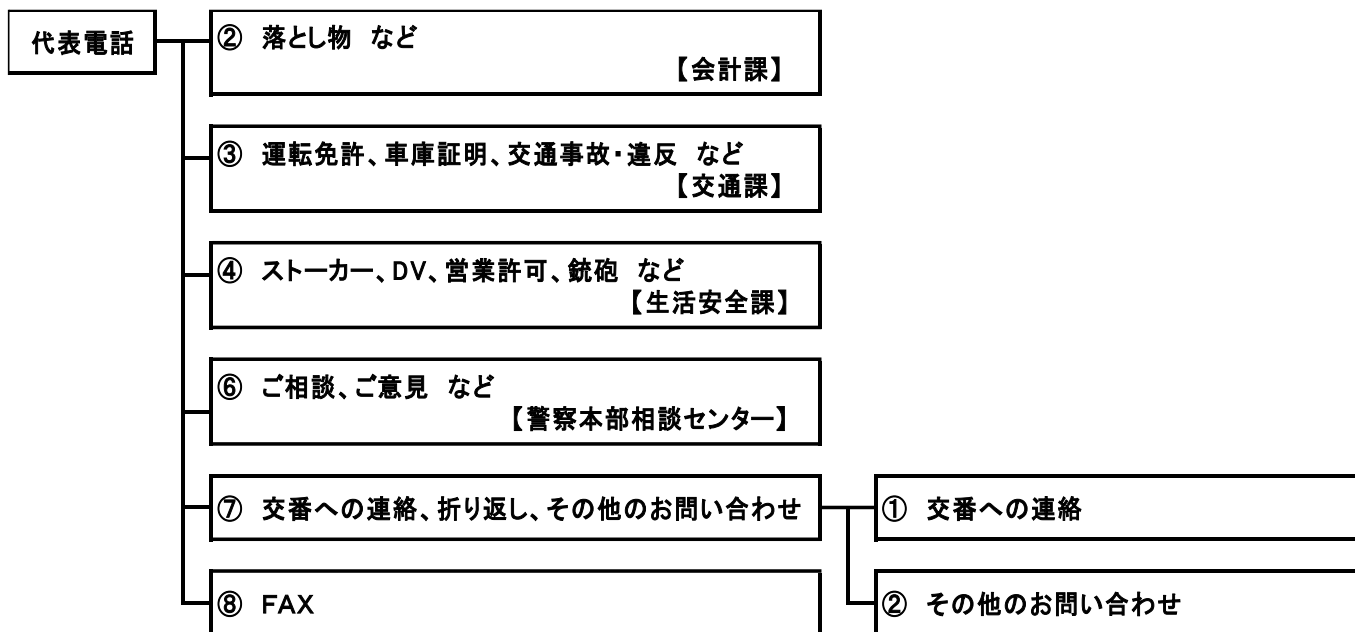 代表電話
② 落とし物 など
【会計課】
③ 運転免許、車庫証明、交通事故・違反 など
【交通課】
④ ストーカー、DV、営業許可、銃砲 など
【生活安全課】
⑥ ご相談、ご意見 など
【警察本部相談センター】
⑦ 交番への連絡、折り返し、その他のお問い合わせ
① 交番への連絡
⑧ FAX
② その他のお問い合わせ